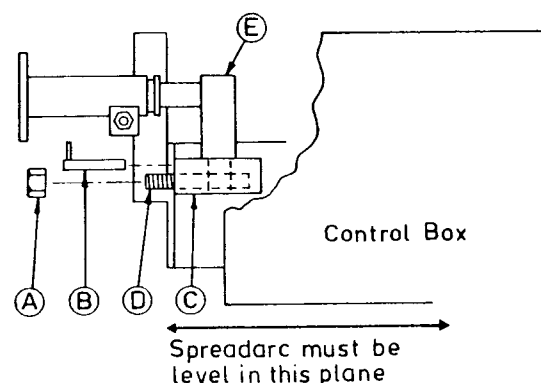 E
Control Box
A
B
D
C
Spreadarc must be
level in this plane